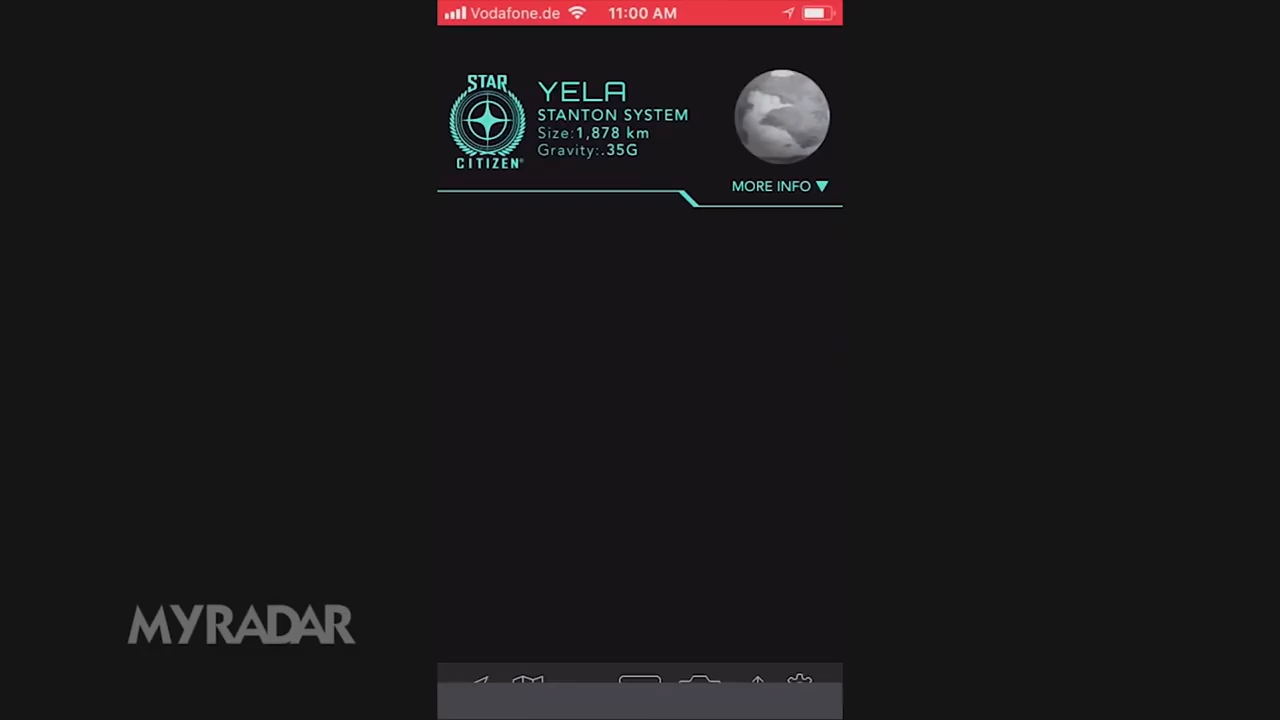 Vodafone.de 11:00 AM
STAR
CITIZEN®
YELA
STANTON SYSTEM
Size:1,878 km
Gravity:.35G
MORE INFO ▼
MYRADAR